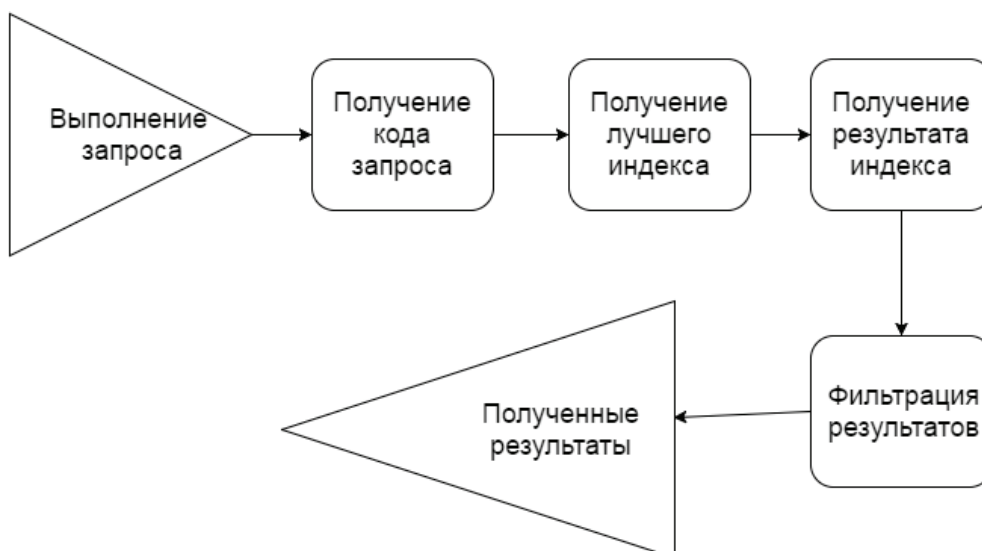 Выполнение
запроса
Получение
кода
запроса
Получение
лучшего
индекса
Получение
результата
индекса
Фильтрация
результатов
Полученные
результаты